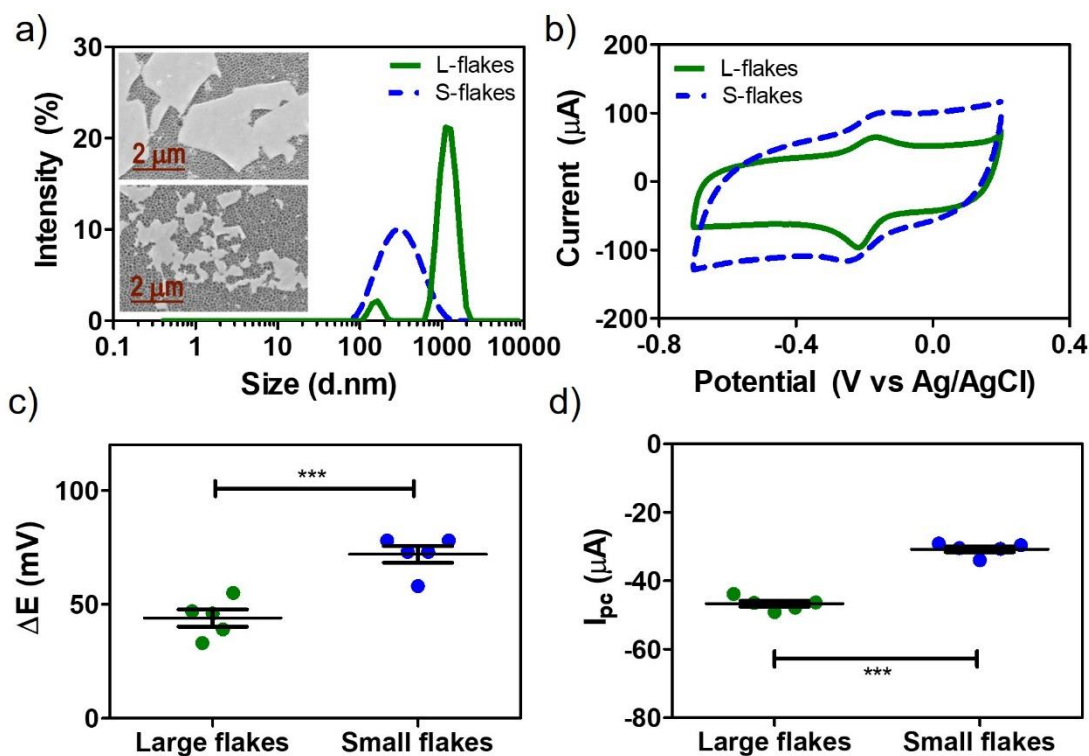 a)
30
20
10
0
Intensity (%)
L-flakes
S-flakes
2 μm
2 μm
0.1 1 10 100 1000 10000
Size (d.nm)
b)
200
100
0
-100
-200
Current (μA)
L-flakes
S-flakes
-0.8 -0.4 0.0 0.4
Potential (V vs Ag/AgCl)
c)
100
50
0
ΔE (mV)
***
Large flakes Small flakes
d)
0
-20
-40
-60
-80
Ipc (μA)
***
Large flakes Small flakes